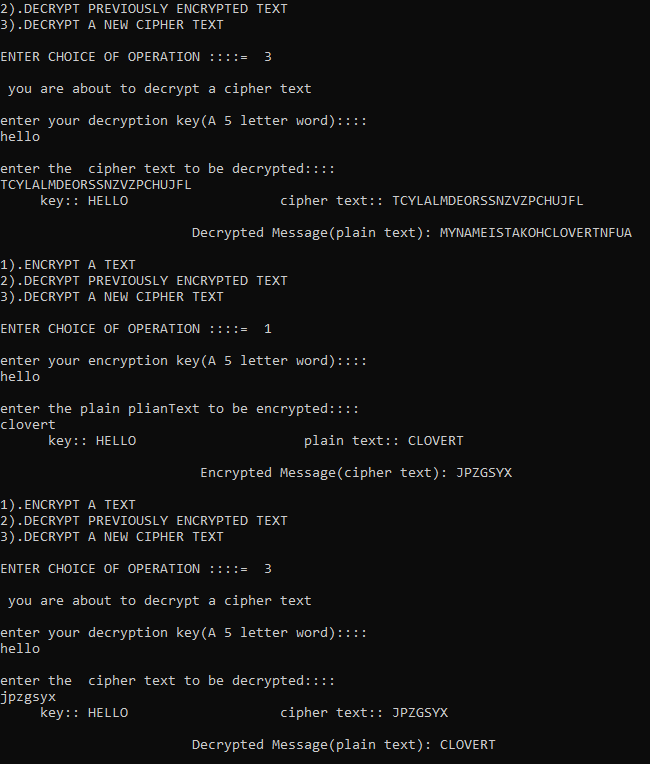 2).DECRYPT PREVIOUSLY ENCRYPTED TEXT
3).DECRYPT A NEW CIPHER TEXT
ENTER CHOICE OF OPERATION ::::=  3
you are about to decrypt a cipher text
enter your decryption key(A 5 letter word)::::
hello
enter the  cipher text to be decrypted::::
TCYLALMDEORSSNZVZPCHUJFL
key:: HELLO                   cipher text:: TCYLALMDEORSSNZVZPCHUJFL
Decrypted Message(plain text): MYNAMEISTAKOHCLOVERTNFUA
1).ENCRYPT A TEXT
2).DECRYPT PREVIOUSLY ENCRYPTED TEXT
3).DECRYPT A NEW CIPHER TEXT
ENTER CHOICE OF OPERATION ::::=  1
enter your encryption key(A 5 letter word)::::
hello
enter the plain plianText to be encrypted::::
clovert
key:: HELLO                     plain text:: CLOVERT
Encrypted Message(cipher text): JPZGSYX
1).ENCRYPT A TEXT
2).DECRYPT PREVIOUSLY ENCRYPTED TEXT
3).DECRYPT A NEW CIPHER TEXT
ENTER CHOICE OF OPERATION ::::=  3
you are about to decrypt a cipher text
enter your decryption key(A 5 letter word)::::
hello
enter the  cipher text to be decrypted::::
jpzgsyx
key:: HELLO                   cipher text:: JPZGSYX
Decrypted Message(plain text): CLOVERT